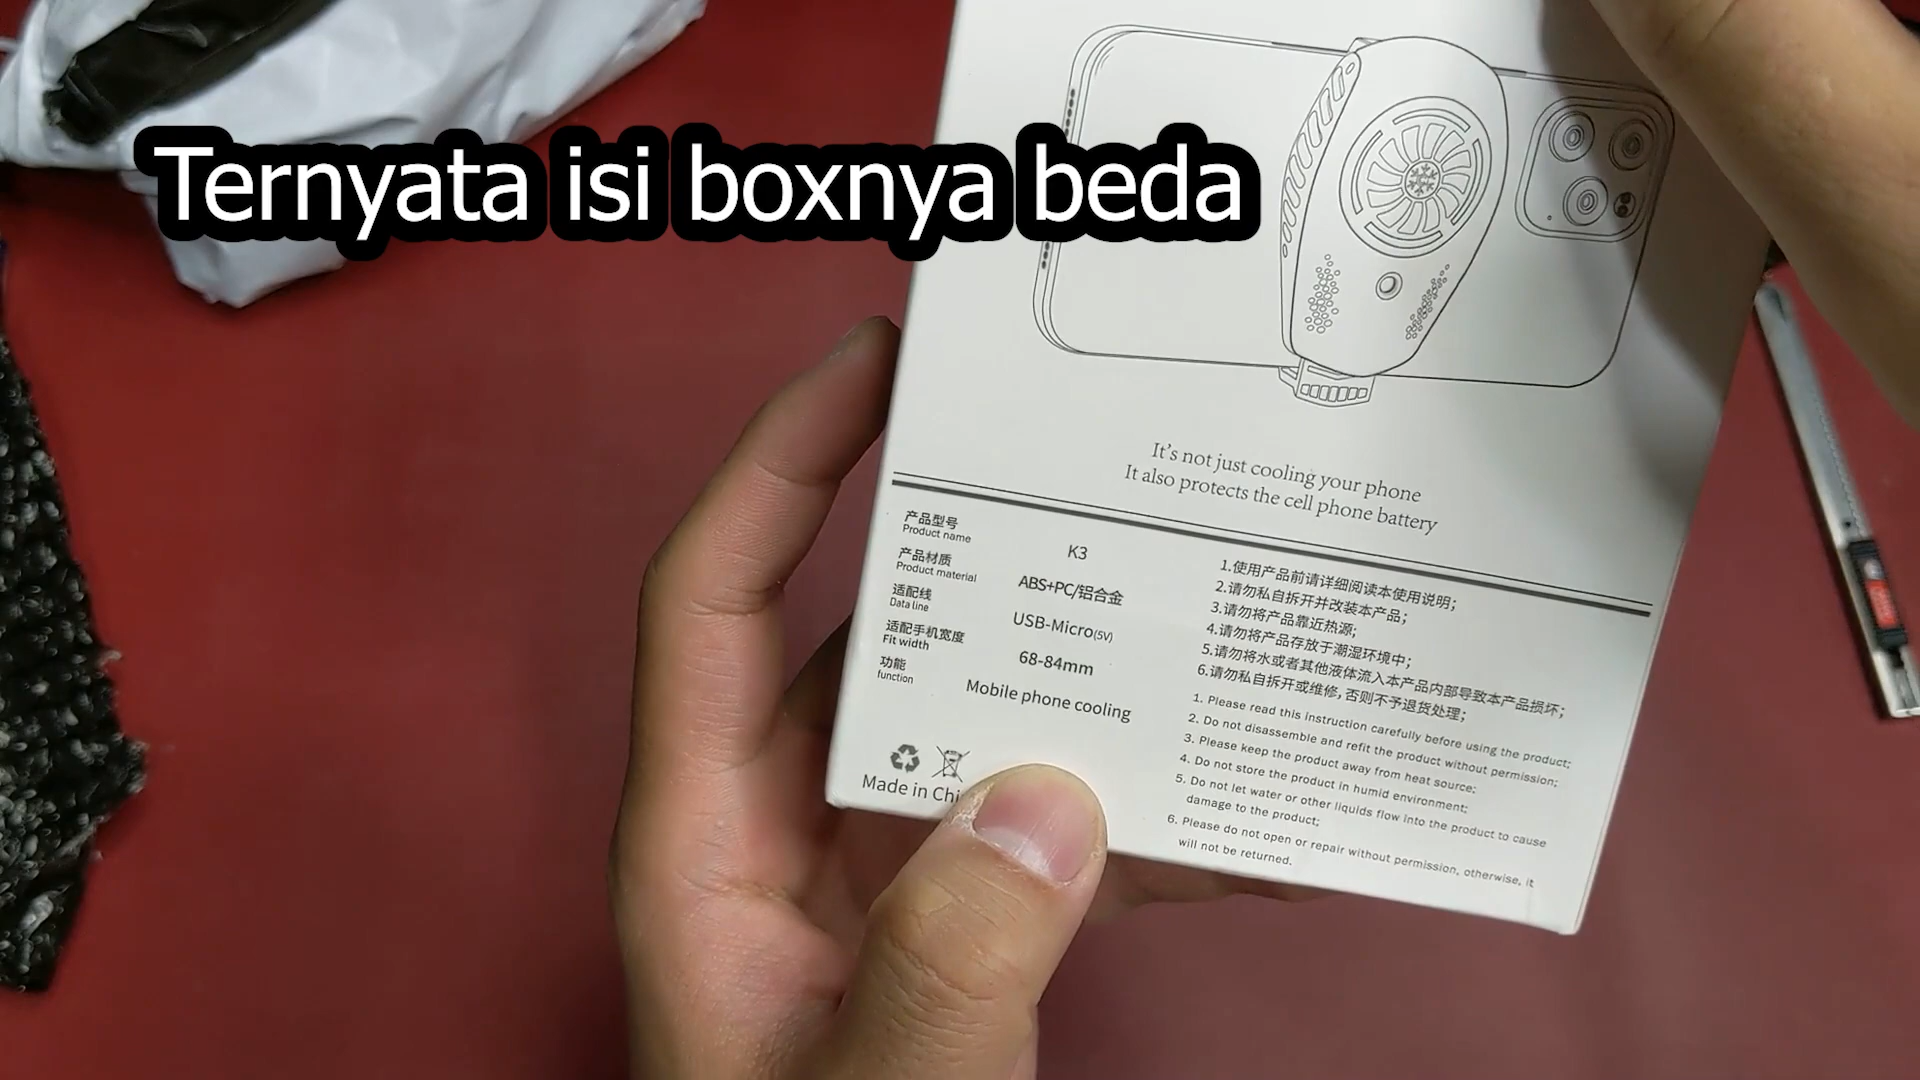 Ternyata isi boxnya beda
It's not just cooling your phone
It also protects the cell phone battery
产品型号
Product name
K3
产品材质
Product material
ABS+PC/铝合金
适配线
Data line
USB-Micro(5V)
适配手机宽度
Fit width
68-84mm
功能
function
Mobile phone cooling
Made in
1.使用产品前请详细阅读本使用说明;
2.请勿私自拆开并改装本产品;
3.请勿将产品靠近热源;
4.请勿将产品存放于潮湿环境中;
5.请勿将水或者其他液体流入本产品内部导致本产品损坏;
6.请勿私自拆开或维修,否则不予退货处理;
1. Please read this instruction carefully before using the product;
2. Do not disassemble and refit the product without permission;
3. Please keep the product away from heat source;
4. Do not store the product in humid environment;
5. Do not let water or other liquids flow into the product to cause
damage to the product;
6. Please do not open or repair without permission, otherwise, it
will not be returned.